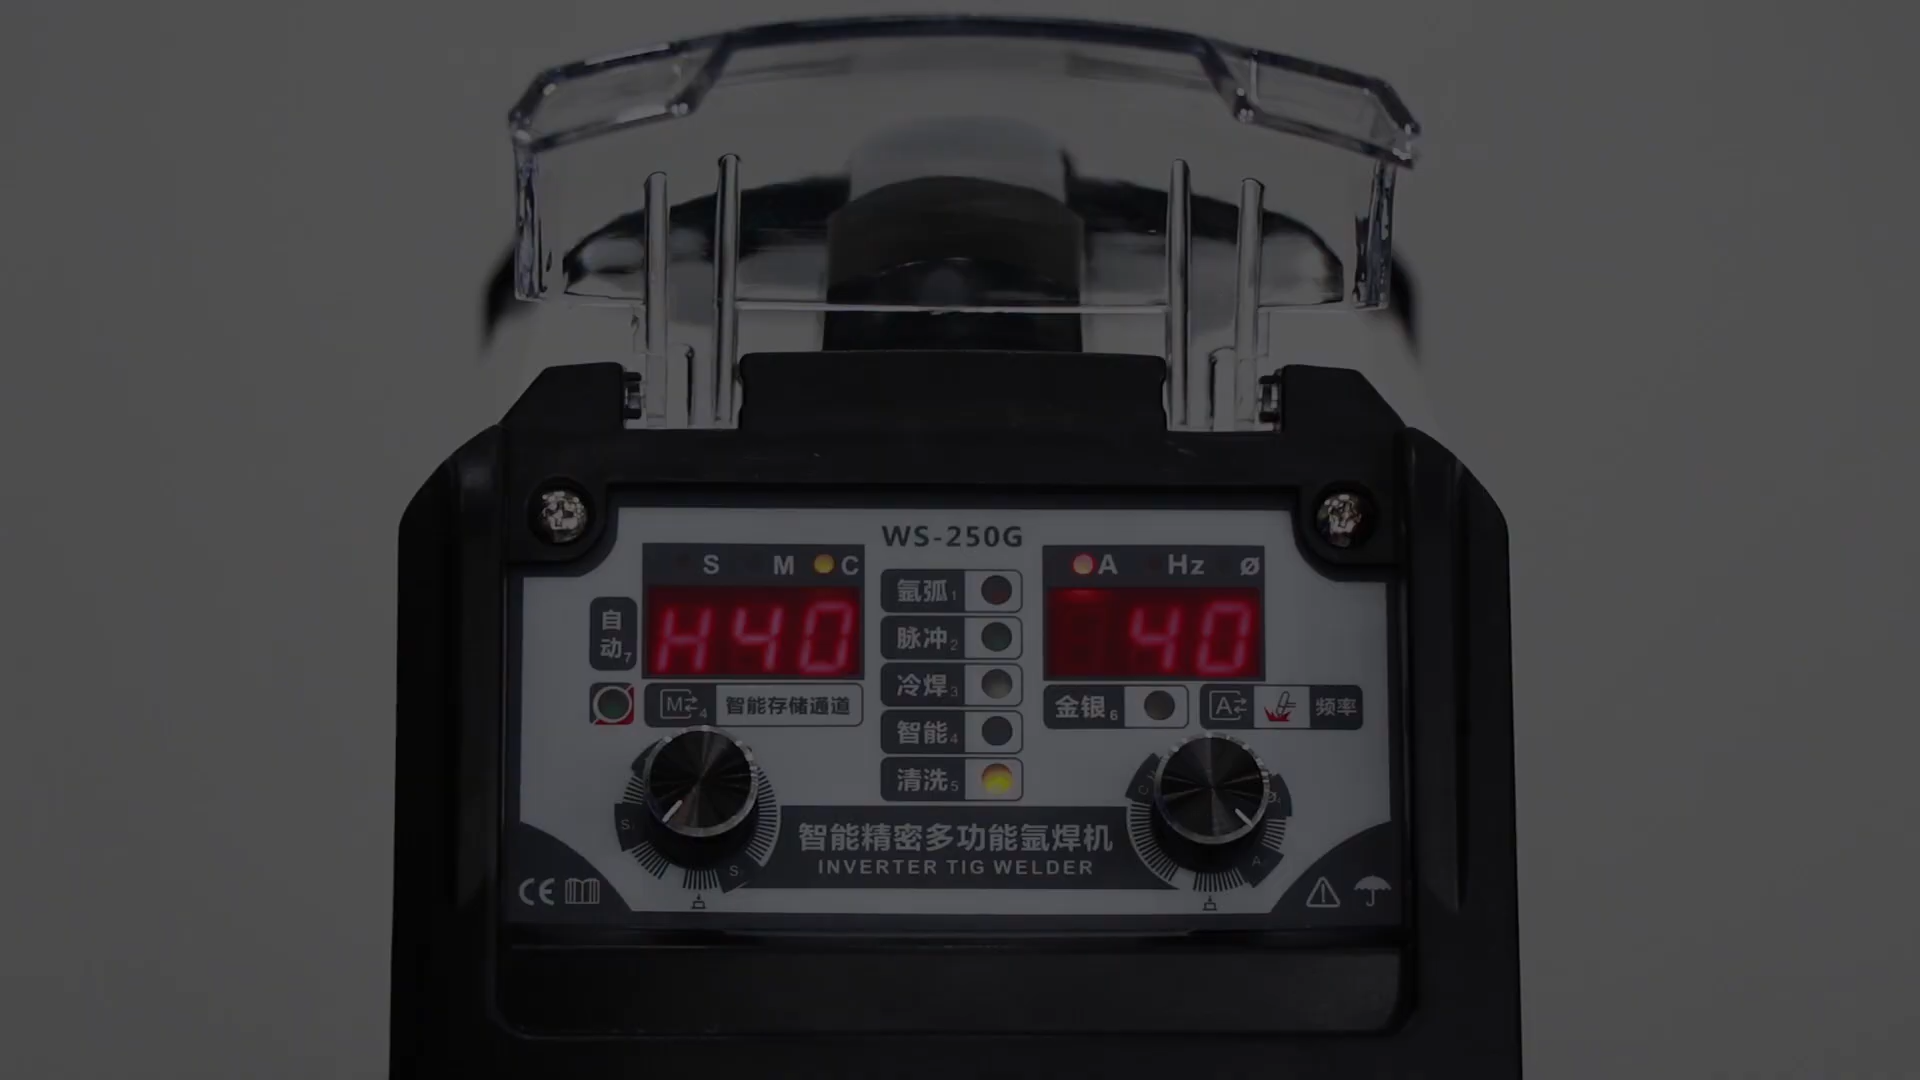 WS-250G
S M C
A Hz Ø
H40
40
自动7
氩弧1
脉冲2
冷焊3
智能4
清洗5
M 4 智能存储通道
金银6
A 频率
S
S
C
Ø
A
智能精密多功能氩焊机
INVERTER TIG WELDER
CE